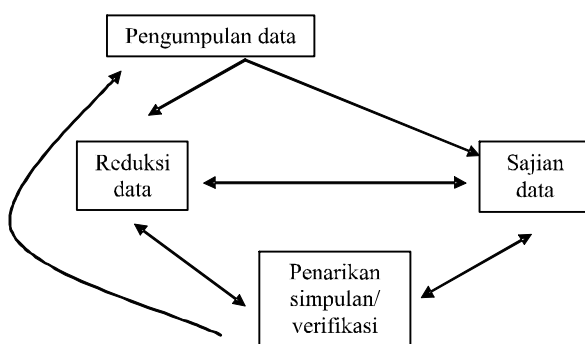 Pengumpulan data
Reduksi
data
Sajian
data
Penarikan
simpulan/
verifikasi